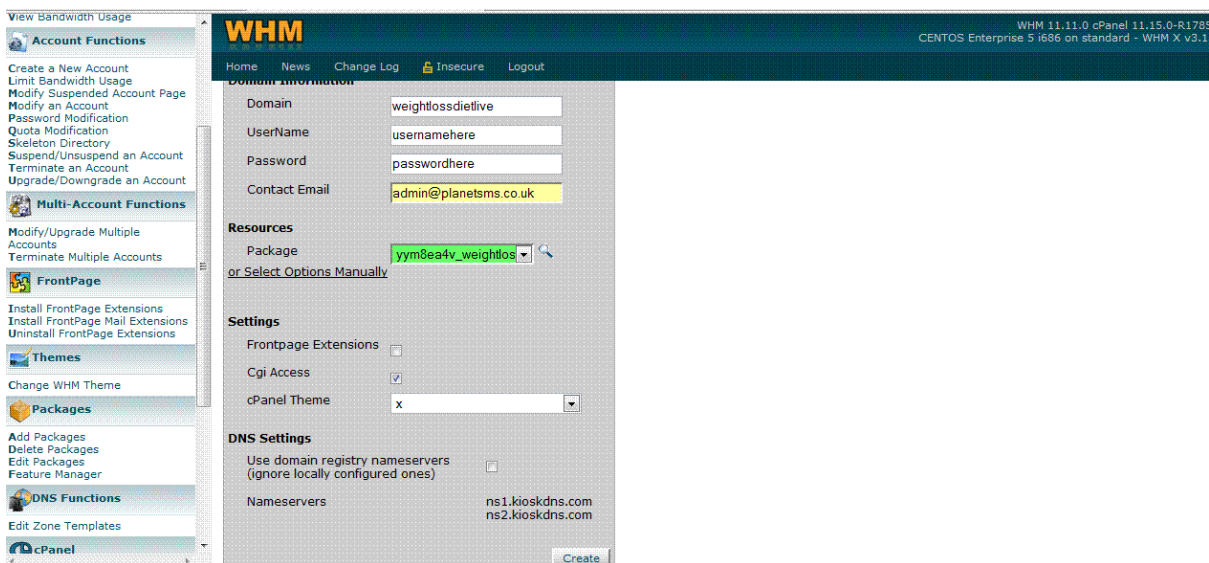 View Bandwidth Usage
Account Functions
Create a New Account
Limit Bandwidth Usage
Modify Suspended Account Page
Modify an Account
Password Modification
Quota Modification
Skeleton Directory
Suspend/Unsuspend an Account
Terminate an Account
Upgrade/Downgrade an Account
Multi-Account Functions
Modify/Upgrade Multiple
Accounts
Terminate Multiple Accounts
FrontPage
Install FrontPage Extensions
Install FrontPage Mail Extensions
Uninstall FrontPage Extensions
Themes
Change WHM Theme
Packages
Add Packages
Delete Packages
Edit Packages
Feature Manager
DNS Functions
Edit Zone Templates
cPanel
WHM
WHM 11.11.0 cPanel 11.15.0-R1785
CENTOS Enterprise 5 i686 on standard - WHM X v3.1
Home News Change Log Insecure Logout
Domain Information
Domain weightlossdietlive
UserName usernamehere
Password passwordhere
Contact Email admin@planetsms.co.uk
Resources
Package yym8ea4v_weightlos
or Select Options Manually
Settings
Frontpage Extensions
Cgi Access
cPanel Theme x
DNS Settings
Use domain registry nameservers
(ignore locally configured ones)
Nameservers ns1.kioskdns.com
ns2.kioskdns.com
Create